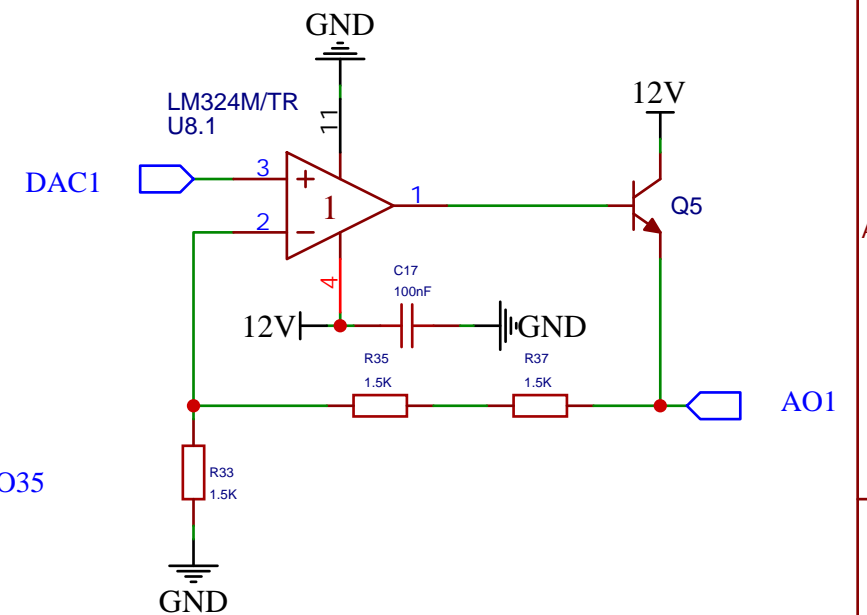 GND
LM324M/TR
U8.1
11
12V
DAC1
3
+
1
1
Q5
2
−
4
C17
100nF
12V
GND
R35
1.5K
R37
1.5K
AO1
R33
1.5K
O35
GND